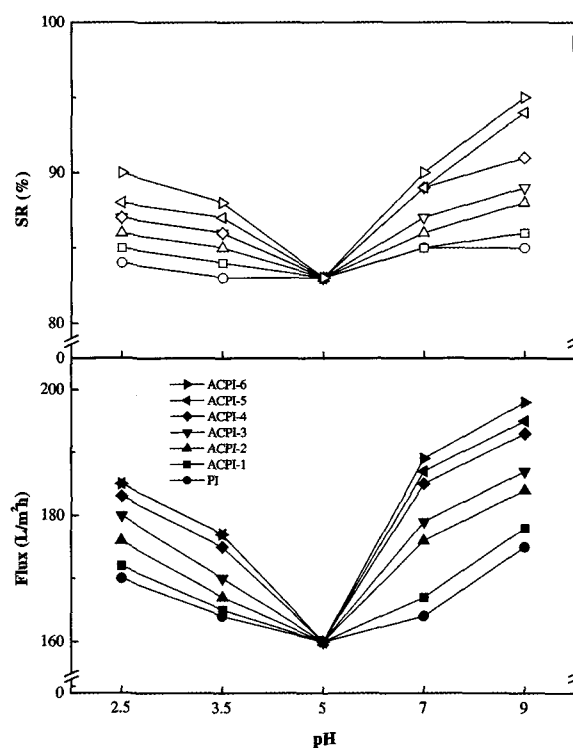 100
90
80
SR (%)
0
200
180
160
0
Flux (L/m²h)
ACPI-6
ACPI-5
ACPI-4
ACPI-3
ACPI-2
ACPI-1
PI
2.5 3.5 5 7 9
pH